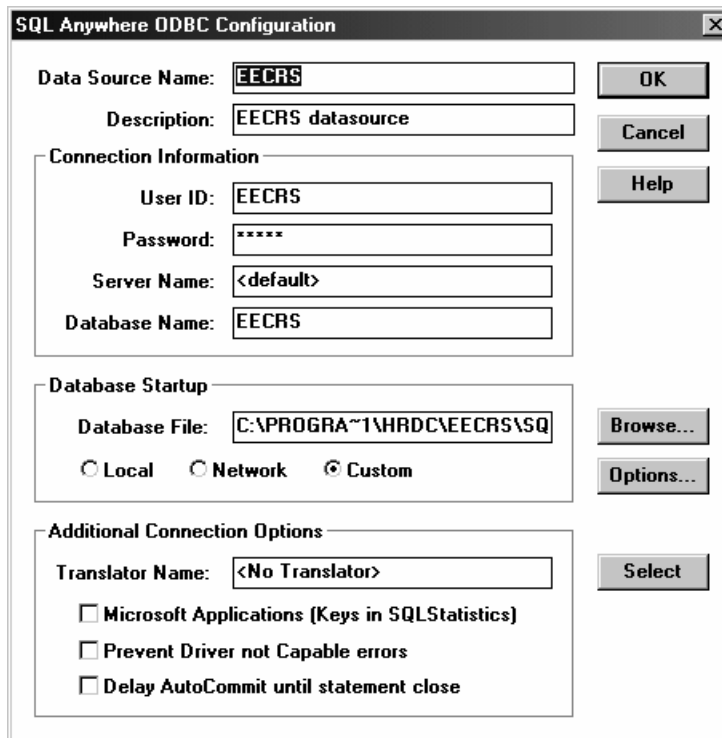 SQL Anywhere ODBC Configuration
Data Source Name: EECRS
OK
Description: EECRS datasource
Cancel
Connection Information
Help
User ID: EECRS
Password: *****
Server Name: <default>
Database Name: EECRS
Database Startup
Database File: C:\PROGRA~1\HRDC\EECRS\SQ
Browse...
Local Network Custom
Options...
Additional Connection Options
Translator Name: <No Translator>
Select
Microsoft Applications (Keys in SQLStatistics)
Prevent Driver not Capable errors
Delay AutoCommit until statement close